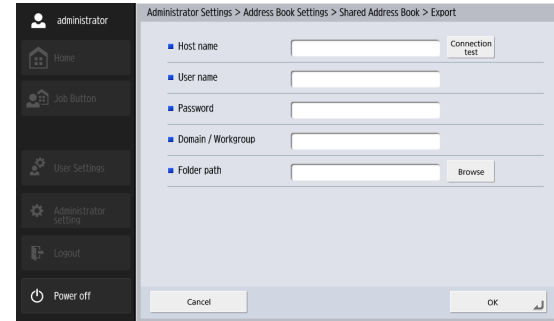 administrator
Administrator Settings > Address Book Settings > Shared Address Book > Export
Home
Job Button
User Settings
Administrator
setting
Logout
Power off
Host name
Connection
test
User name
Password
Domain / Workgroup
Folder path
Browse
Cancel
OK